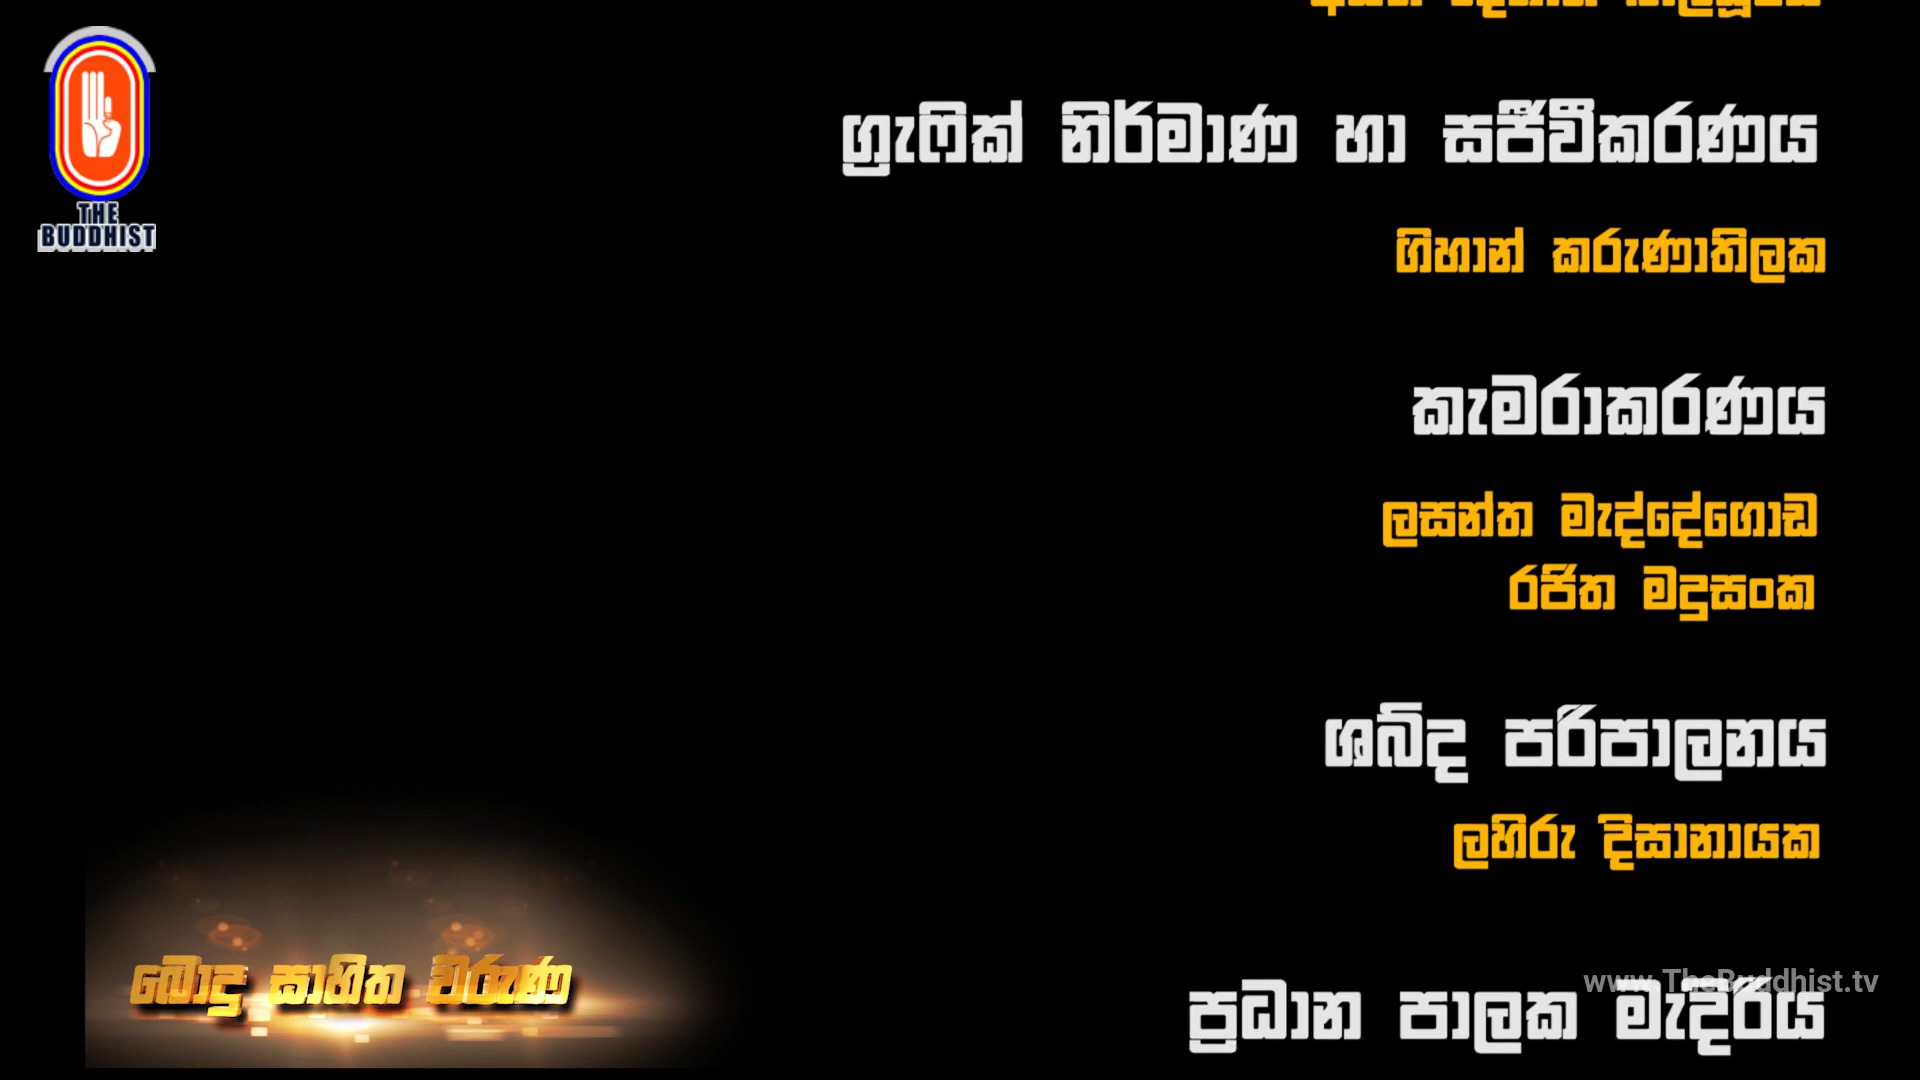 THE
BUDDHIST
ග්‍රැෆික් නිර්මාණ හා සජීවීකරණය
ගිහාන් කරුණාතිලක
කැමරාකරණය
ලසන්ත මැද්දේගොඩ
රජිත මදුසංක
ශබ්ද පරිපාලනය
ලහිරු දිසානායක
බොදු සාහිත වරුණ
www.TheBuddhist.tv
ප්‍රධාන පාලක මැදිරිය